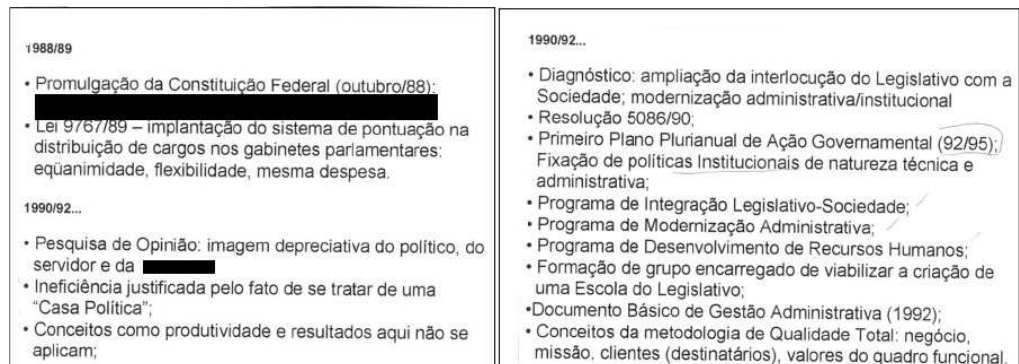 1988/89
• Promulgação da Constituição Federal (outubro/88):
• Lei 9767/89 – implantação do sistema de pontuação na
distribuição de cargos nos gabinetes parlamentares:
eqüanimidade, flexibilidade, mesma despesa.
1990/92...
• Pesquisa de Opinião: imagem depreciativa do político, do
servidor e da
• Ineficiência justificada pelo fato de se tratar de uma
“Casa Política”;
• Conceitos como produtividade e resultados aqui não se
aplicam;
1990/92...
• Diagnóstico: ampliação da interlocução do Legislativo com a
Sociedade; modernização administrativa/institucional
• Resolução 5086/90;
• Primeiro Plano Plurianual de Ação Governamental (92/95);
Fixação de políticas Institucionais de natureza técnica e
administrativa;
• Programa de Integração Legislativo-Sociedade;
• Programa de Modernização Administrativa;
• Programa de Desenvolvimento de Recursos Humanos;
• Formação de grupo encarregado de viabilizar a criação de
uma Escola do Legislativo;
•Documento Básico de Gestão Administrativa (1992);
• Conceitos da metodologia de Qualidade Total: negócio,
missão, clientes (destinatários), valores do quadro funcional.